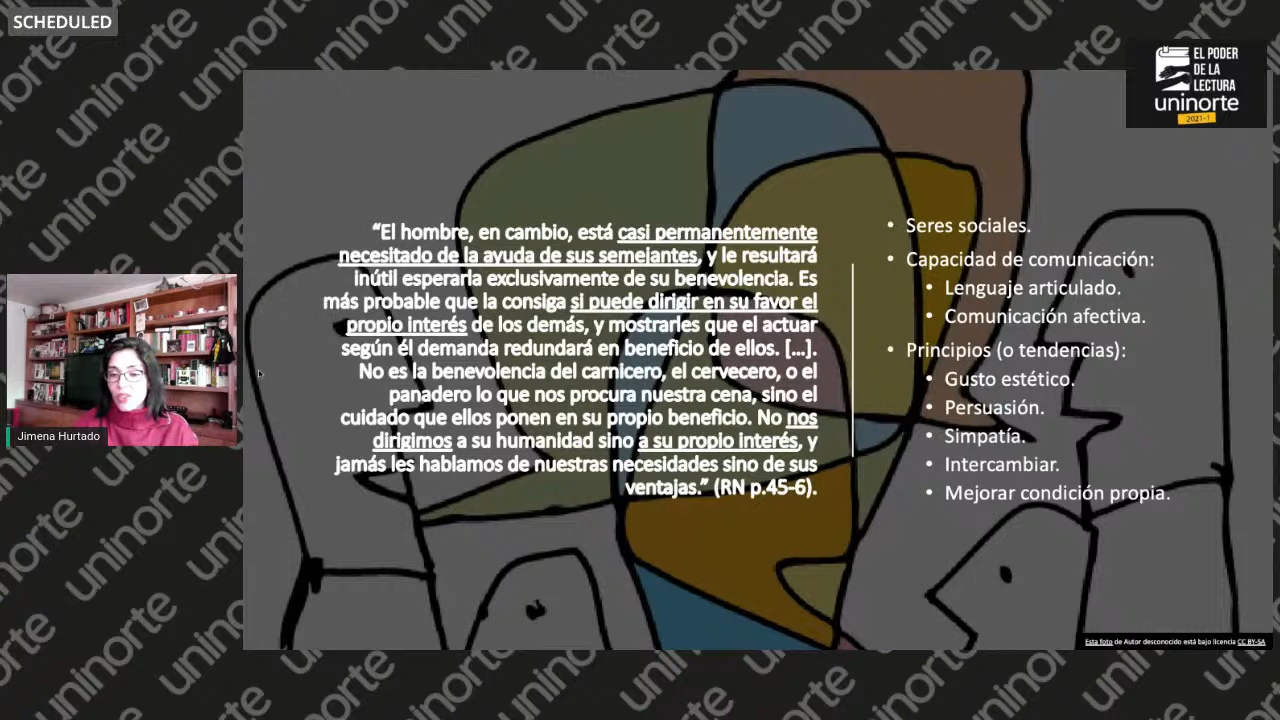 SCHEDULED
EL PODER
DE LA
LECTURA
uninorte
2021-1
“El hombre, en cambio, está casi permanentemente
necesitado de la ayuda de sus semejantes, y le resultará
inútil esperarla exclusivamente de su benevolencia. Es
más probable que la consiga si puede dirigir en su favor el
propio interés de los demás, y mostrarles que el actuar
según él demanda redundará en beneficio de ellos. [...].
No es la benevolencia del carnicero, el cervecero, o el
panadero lo que nos procura nuestra cena, sino el
cuidado que ellos ponen en su propio beneficio. No nos
dirigimos a su humanidad sino a su propio interés, y
jamás les hablamos de nuestras necesidades sino de sus
ventajas.” (RN p.45-6).
• Seres sociales.
• Capacidad de comunicación:
• Lenguaje articulado.
• Comunicación afectiva.
• Principios (o tendencias):
• Gusto estético.
• Persuasión.
• Simpatía.
• Intercambiar.
• Mejorar condición propia.
Jimena Hurtado
Esta foto de Autor desconocido está bajo licencia CC BY-SA